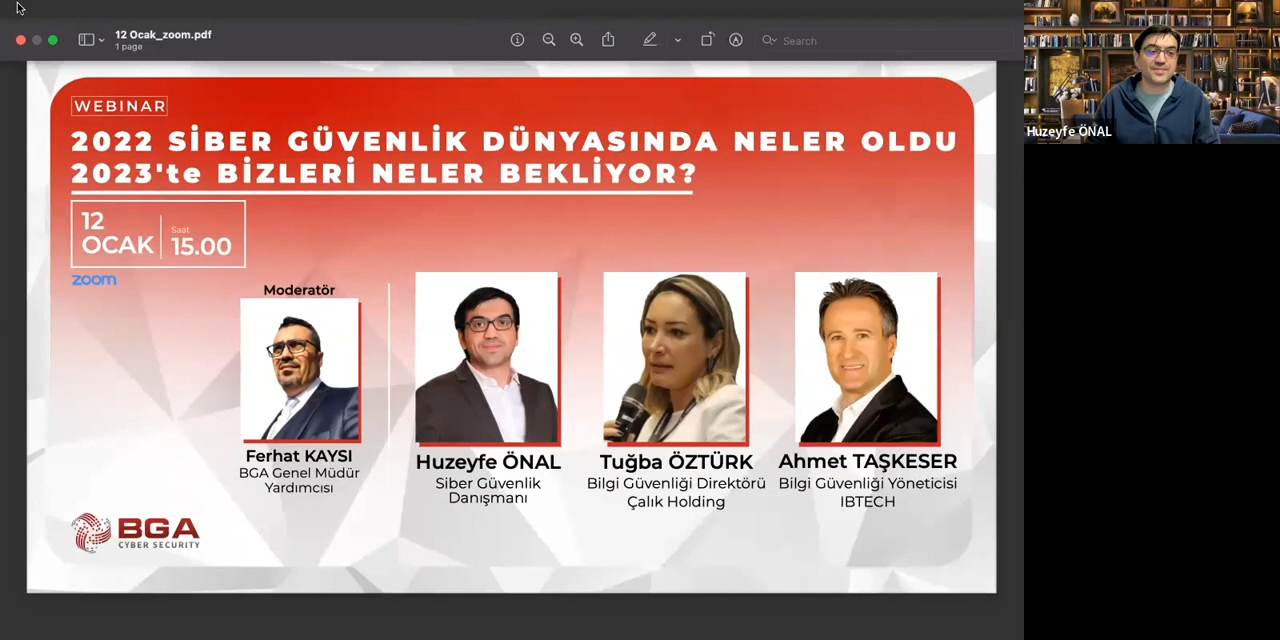 12 Ocak_zoom.pdf
1 page
Search
Huzeyfe ÖNAL
WEBINAR
2022 SİBER GÜVENLİK DÜNYASINDA NELER OLDU
2023'te BİZLERİ NELER BEKLİYOR?
12
OCAK
Saat
15.00
zoom
Moderatör
Ferhat KAYSI
BGA Genel Müdür
Yardımcısı
Huzeyfe ÖNAL
Siber Güvenlik
Danışmanı
Tuğba ÖZTÜRK
Bilgi Güvenliği Direktörü
Çalık Holding
Ahmet TAŞKESER
Bilgi Güvenliği Yöneticisi
IBTECH
BGA
CYBER SECURITY